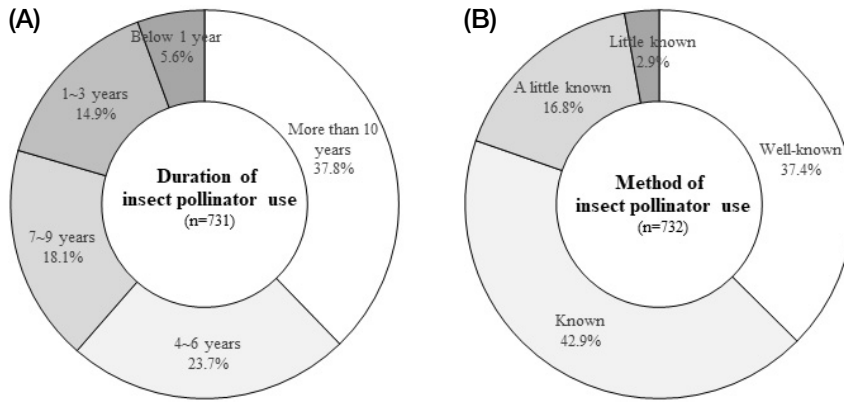 (A)
Below 1 year
5.6%
1~3 years
14.9%
More than 10
years
37.8%
Duration of
insect pollinator use
(n=731)
7~9 years
18.1%
4~6 years
23.7%
(B)
Little known
2.9%
A little known
16.8%
Well-known
37.4%
Method of
insect pollinator use
(n=732)
Known
42.9%